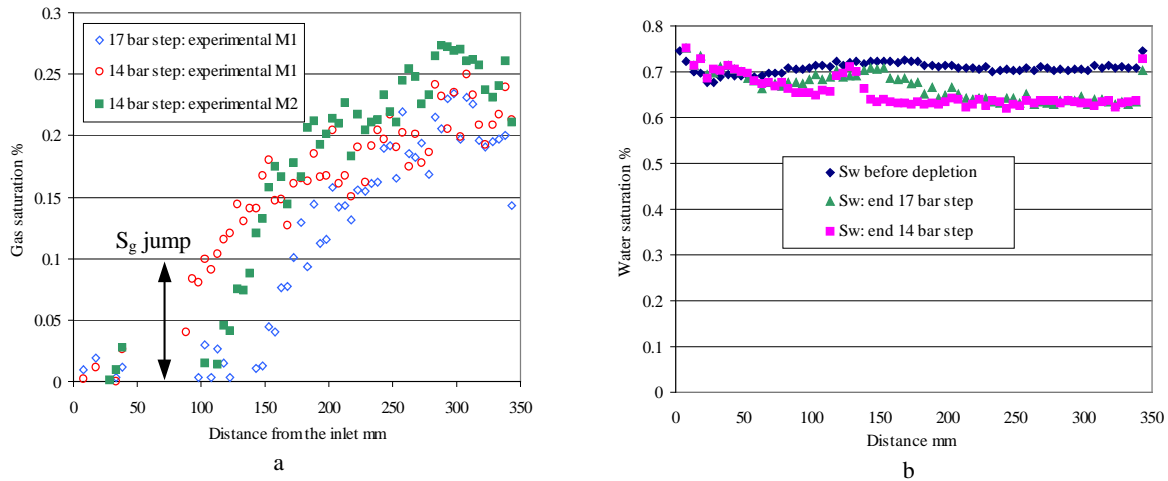 0.3
0.25
0.2
0.15
0.1
0.05
0
Gas saturation %
17 bar step: experimental M1
14 bar step: experimental M1
14 bar step: experimental M2
Sg jump
0 50 100 150 200 250 300 350
Distance from the inlet mm
a
0.8
0.7
0.6
0.5
0.4
0.3
0.2
0.1
0
Water saturation %
Sw before depletion
Sw: end 17 bar step
Sw: end 14 bar step
0 50 100 150 200 250 300 350
Distance mm
b